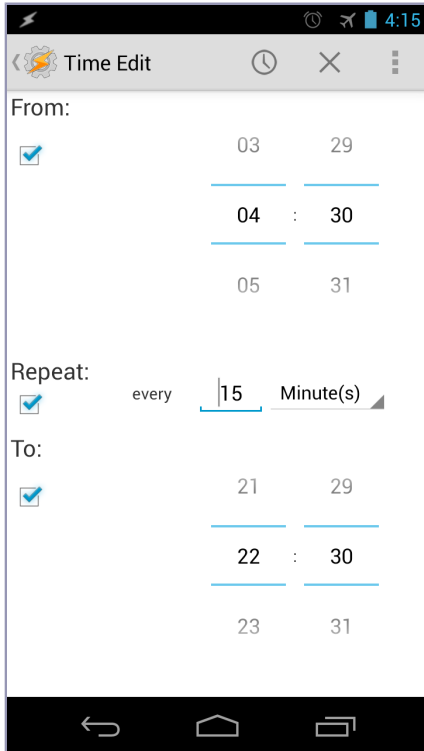 4:15
Time Edit
From:
03 29
04 : 30
05 31
Repeat:
every 15 Minute(s)
To:
21 29
22 : 30
23 31